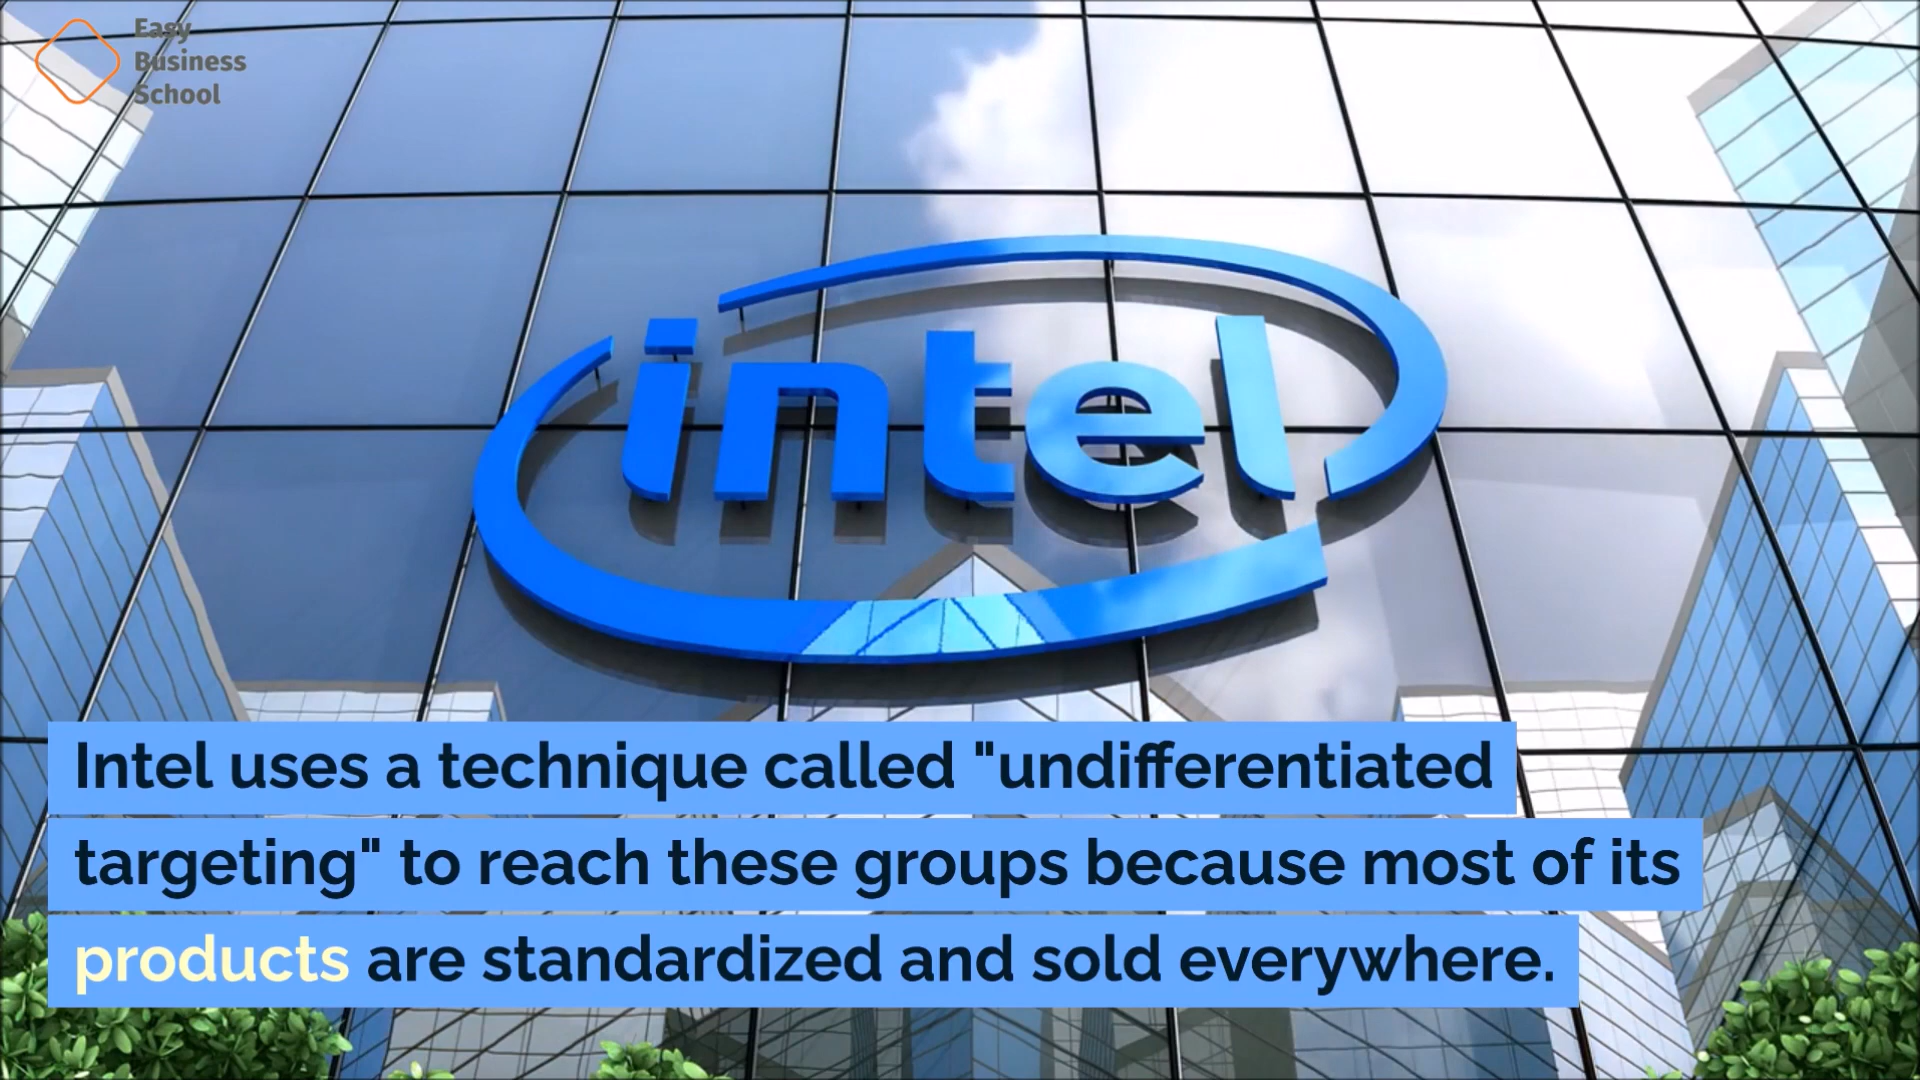 Easy
Business
School
intel
Intel uses a technique called "undifferentiated
targeting" to reach these groups because most of its
products are standardized and sold everywhere.